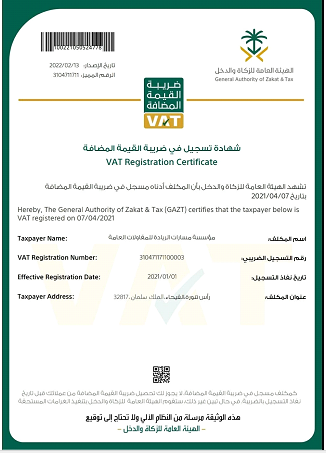 100221050524778
تاريخ الإصدار: 2022/02/13
الرقم المميز: 3104711711
الهيئة العامة للزكاة والدخل
General Authority of Zakat & Tax
ضريبة
القيمة
المضافة
VAT
شهادة تسجيل في ضريبة القيمة المضافة
VAT Registration Certificate
تشهد الهيئة العامة للزكاة والدخل بأن المكلف أدناه مسجل في ضريبة القيمة المضافة
بتاريخ 2021/04/07
Hereby, The General Authority of Zakat & Tax (GAZT) certifies that the taxpayer below is
VAT registered on 07/04/2021
Taxpayer Name: مؤسسة مسارات الريادة للمقاولات العامة اسم المكلف:
VAT Registration Number: 310471171100003 رقم التسجيل الضريبي:
Effective Registration Date: 2021/01/01 تاريخ نفاذ التسجيل:
Taxpayer Address: رأس تنورة الفيحاء، الملك سلمان , 32817 عنوان المكلف:
كمكلف مسجل في ضريبة القيمة المضافة، لا يجوز لك تحصيل ضريبة القيمة المضافة من عملائك قبل تاريخ
نفاذ التسجيل بالضريبة. في حال تبين غير ذلك، ستقوم الهيئة العامة للزكاة والدخل بتنفيذ الغرامات المستحقة
هذه الوثيقة مرسلة من النظام الآلي ولا تحتاج إلى توقيع
- الهيئة العامة للزكاة والدخل -